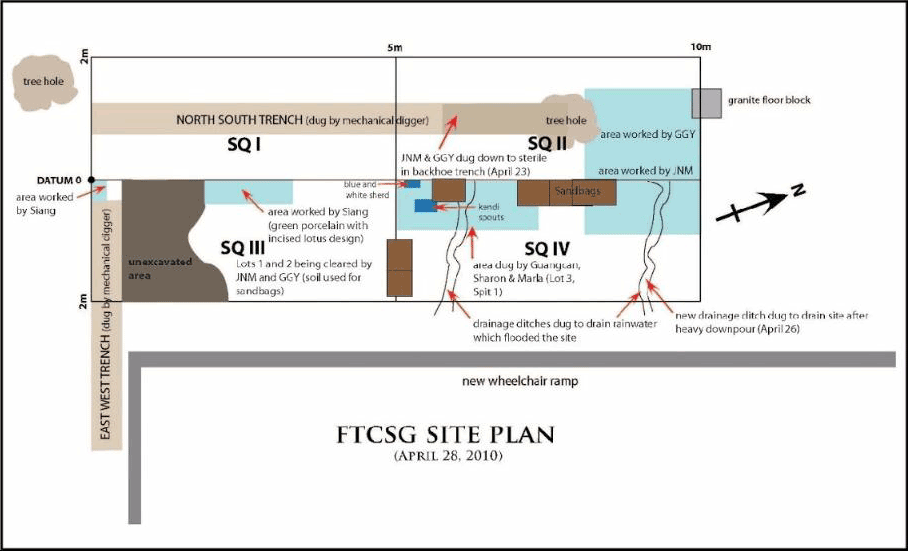 5m
10m
2m
tree hole
granite floor block
NORTH SOUTH TRENCH (dug by mechanical digger)
tree hole
area worked by GGY
SQ I
SQ II
JNM & GGY dug down to sterile
in backhoe trench (April 23)
area worked by JNM
DATUM 0
blue and
white sherd
Sandbags
area worked
by Siang
kendi
spouts
N
area worked by Siang
(green porcelain with
incised lotus design)
SQ III
SQ IV
unexcavated
area
Lots 1 and 2 being cleared by
JNM and GGY (soil used for
sandbags)
area dug by Guangcan,
Sharon & Marla (Lot 3,
Spit 1)
2m
EAST WEST TRENCH (dug by mechanical digger)
drainage ditches dug to drain rainwater
which flooded the site
new drainage ditch dug to drain site after
heavy downpour (April 26)
new wheelchair ramp
FTCSG SITE PLAN
(APRIL 28, 2010)